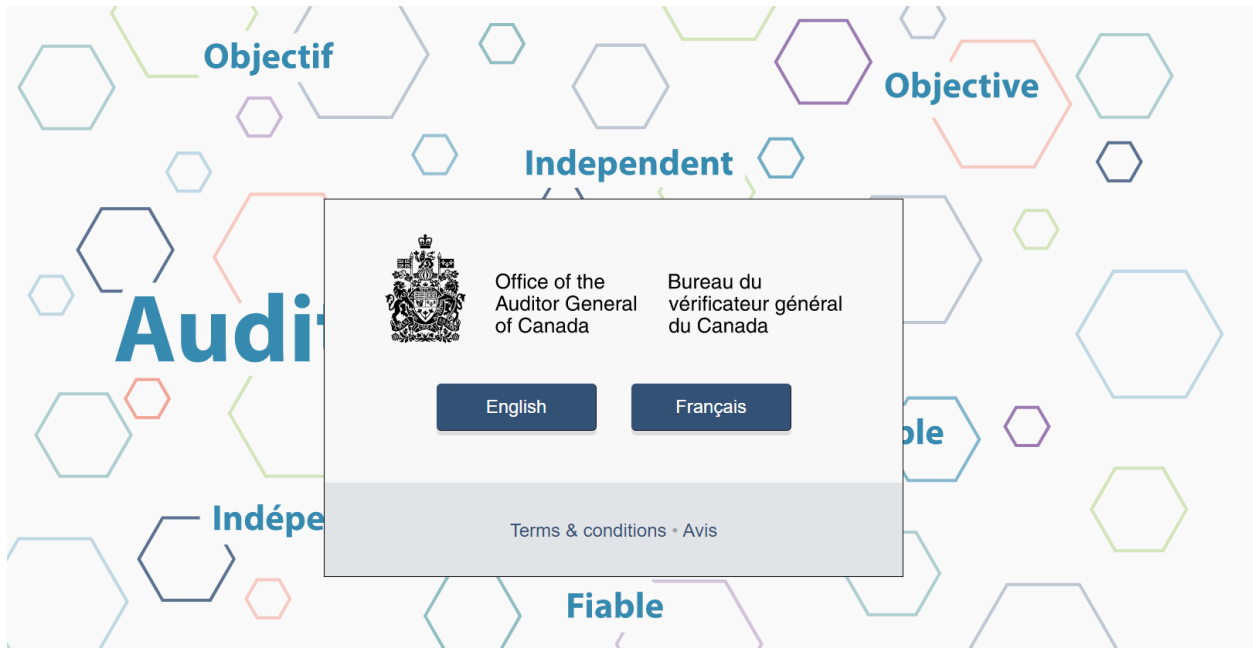 Objectif
Objective
Independent
Office of the
Auditor General
of Canada
Bureau du
vérificateur général
du Canada
Audi
English
Français
ble
Indépe
Terms & conditions • Avis
Fiable